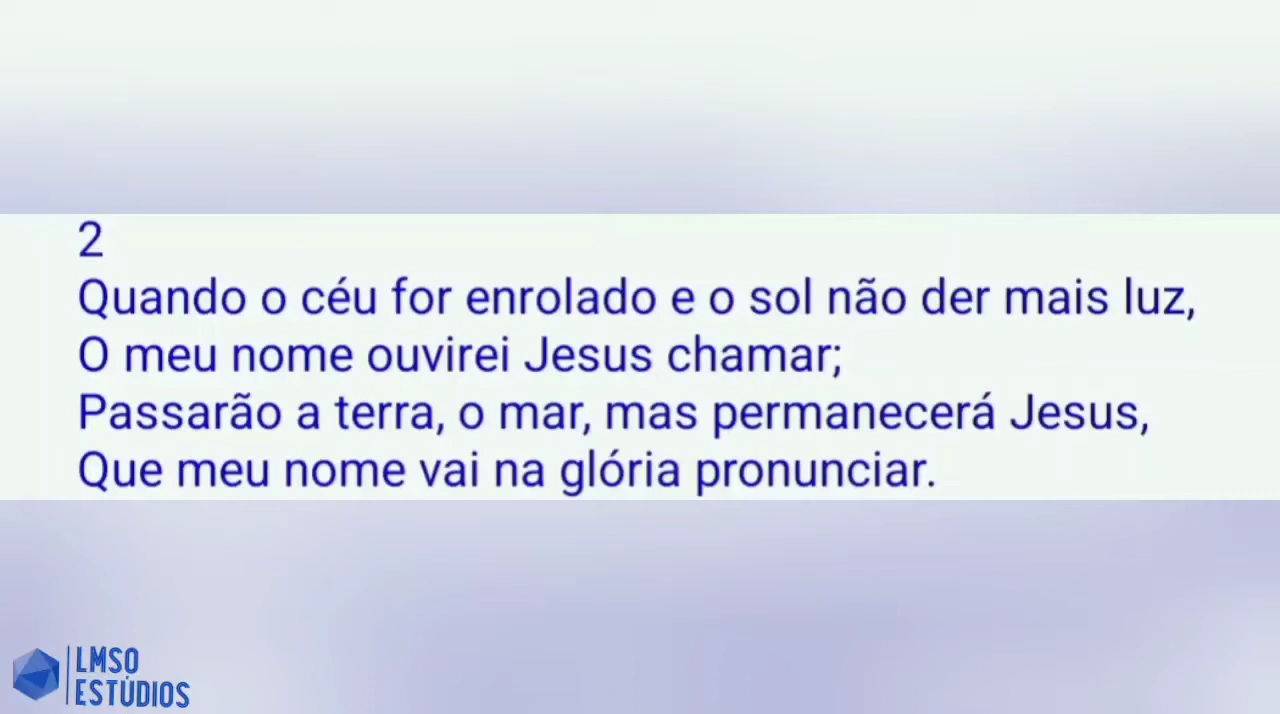 2
Quando o céu for enrolado e o sol não der mais luz,
O meu nome ouvirei Jesus chamar;
Passarão a terra, o mar, mas permanecerá Jesus,
Que meu nome vai na glória pronunciar.
LMSO
ESTÚDIOS